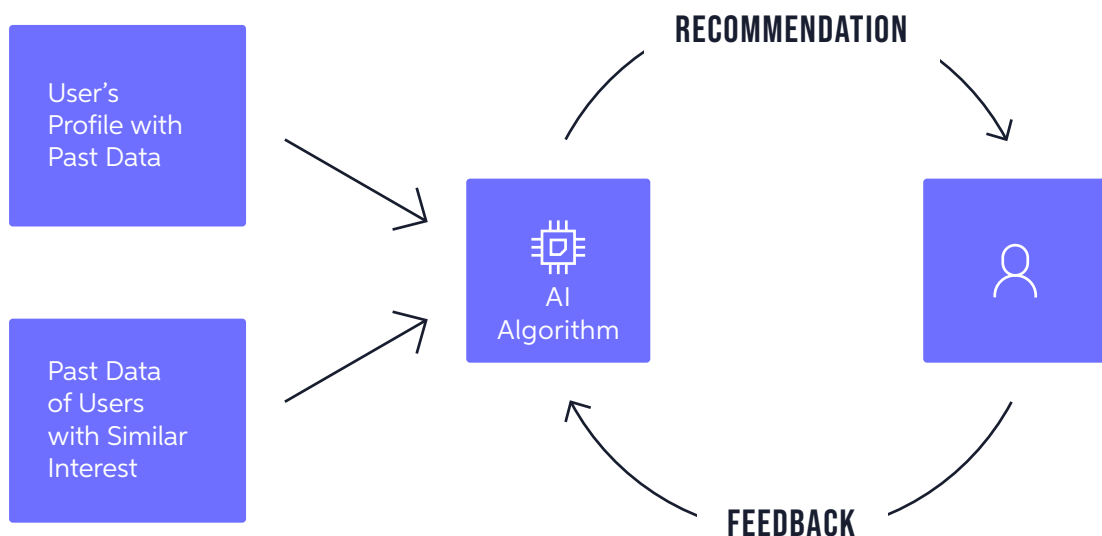 RECOMMENDATION
User’s
Profile with
Past Data
AI
Algorithm
Past Data
of Users
with Similar
Interest
FEEDBACK